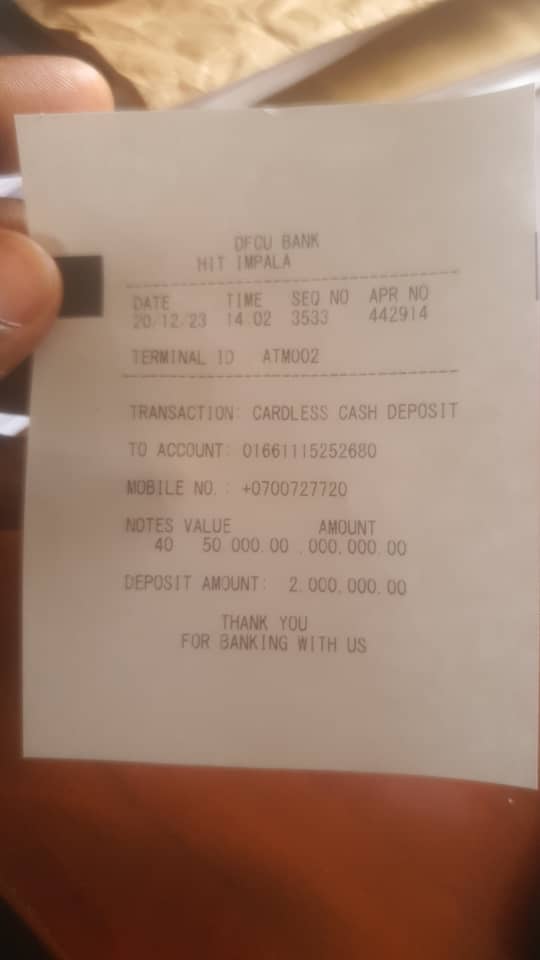 DFCU BANK
HIT IMPALA
DATE TIME SEQ NO APR NO
20/12/23 14:02 3533 442914
TERMINAL ID ATM002
TRANSACTION: CARDLESS CASH DEPOSIT
TO ACCOUNT: 01661115252680
MOBILE NO. : +0700727720
NOTES VALUE AMOUNT
40 50,000.00 ,000,000.00
DEPOSIT AMOUNT: 2,000,000.00
THANK YOU
FOR BANKING WITH US